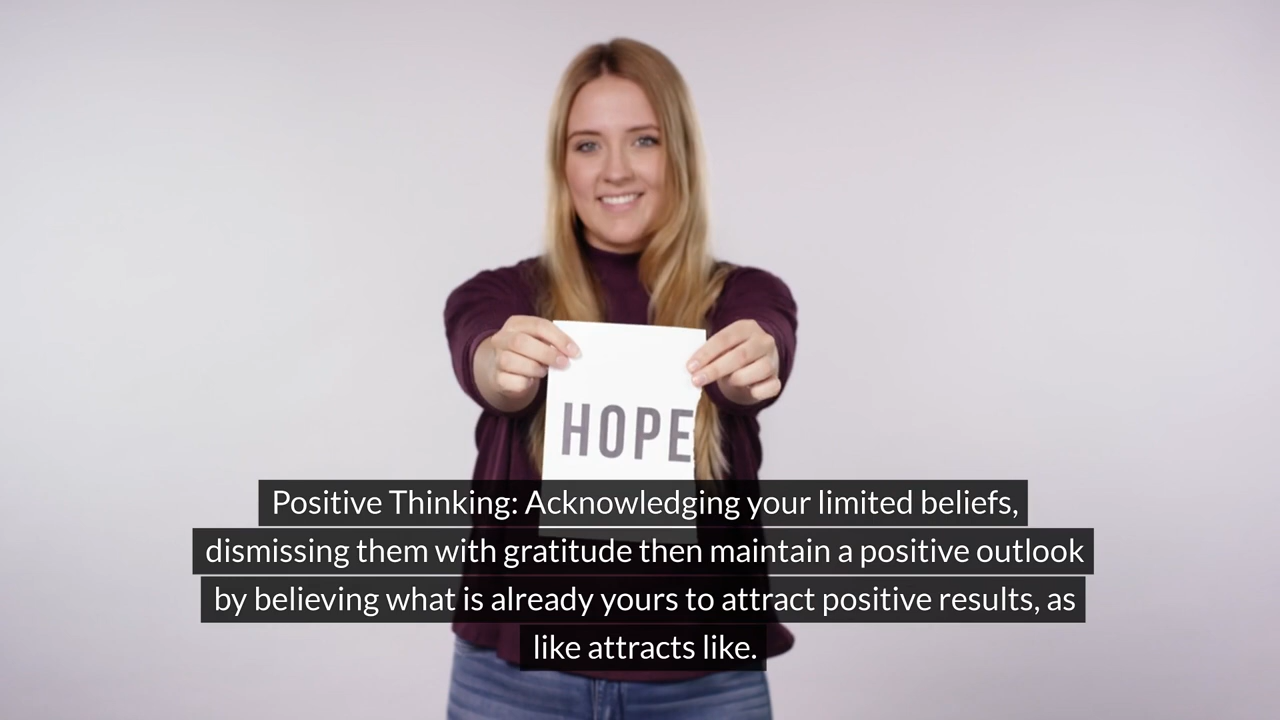 HOPE
Positive Thinking: Acknowledging your limited beliefs,
dismissing them with gratitude then maintain a positive outlook
by believing what is already yours to attract positive results, as
like attracts like.